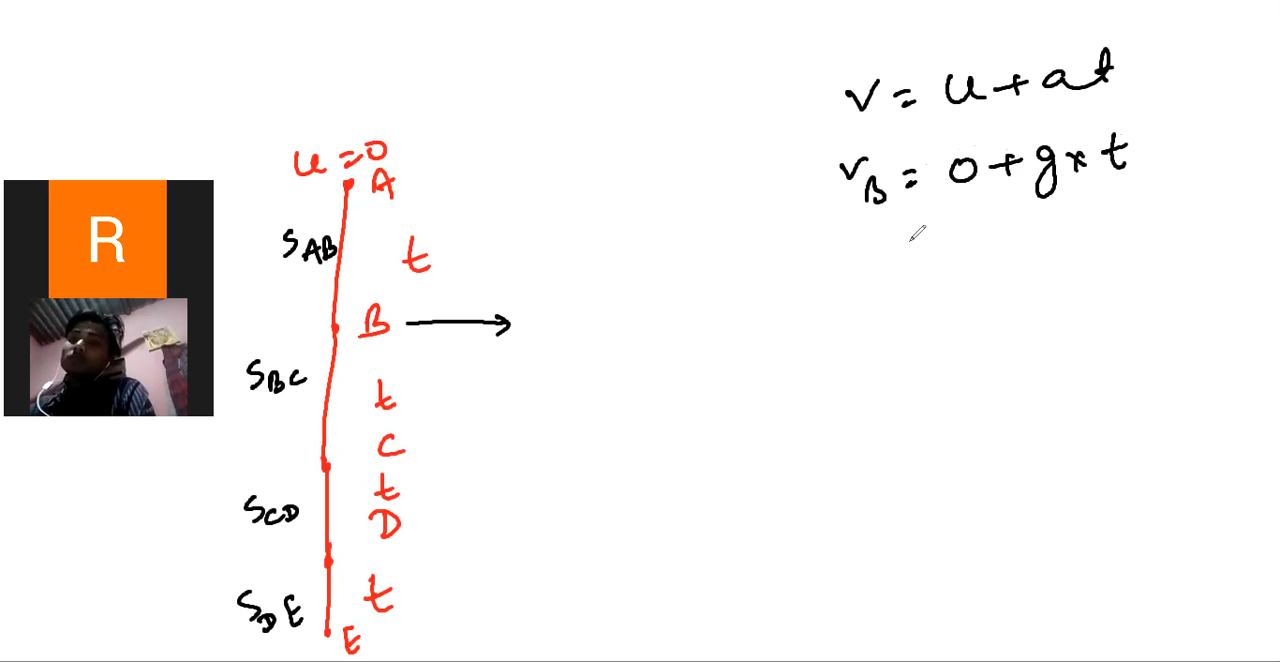 v = u + at
v_B = 0 + g × t
u = 0
A
S_AB
t
B
S_BC
t
C
t
S_CD
D
t
S_DE
E
R